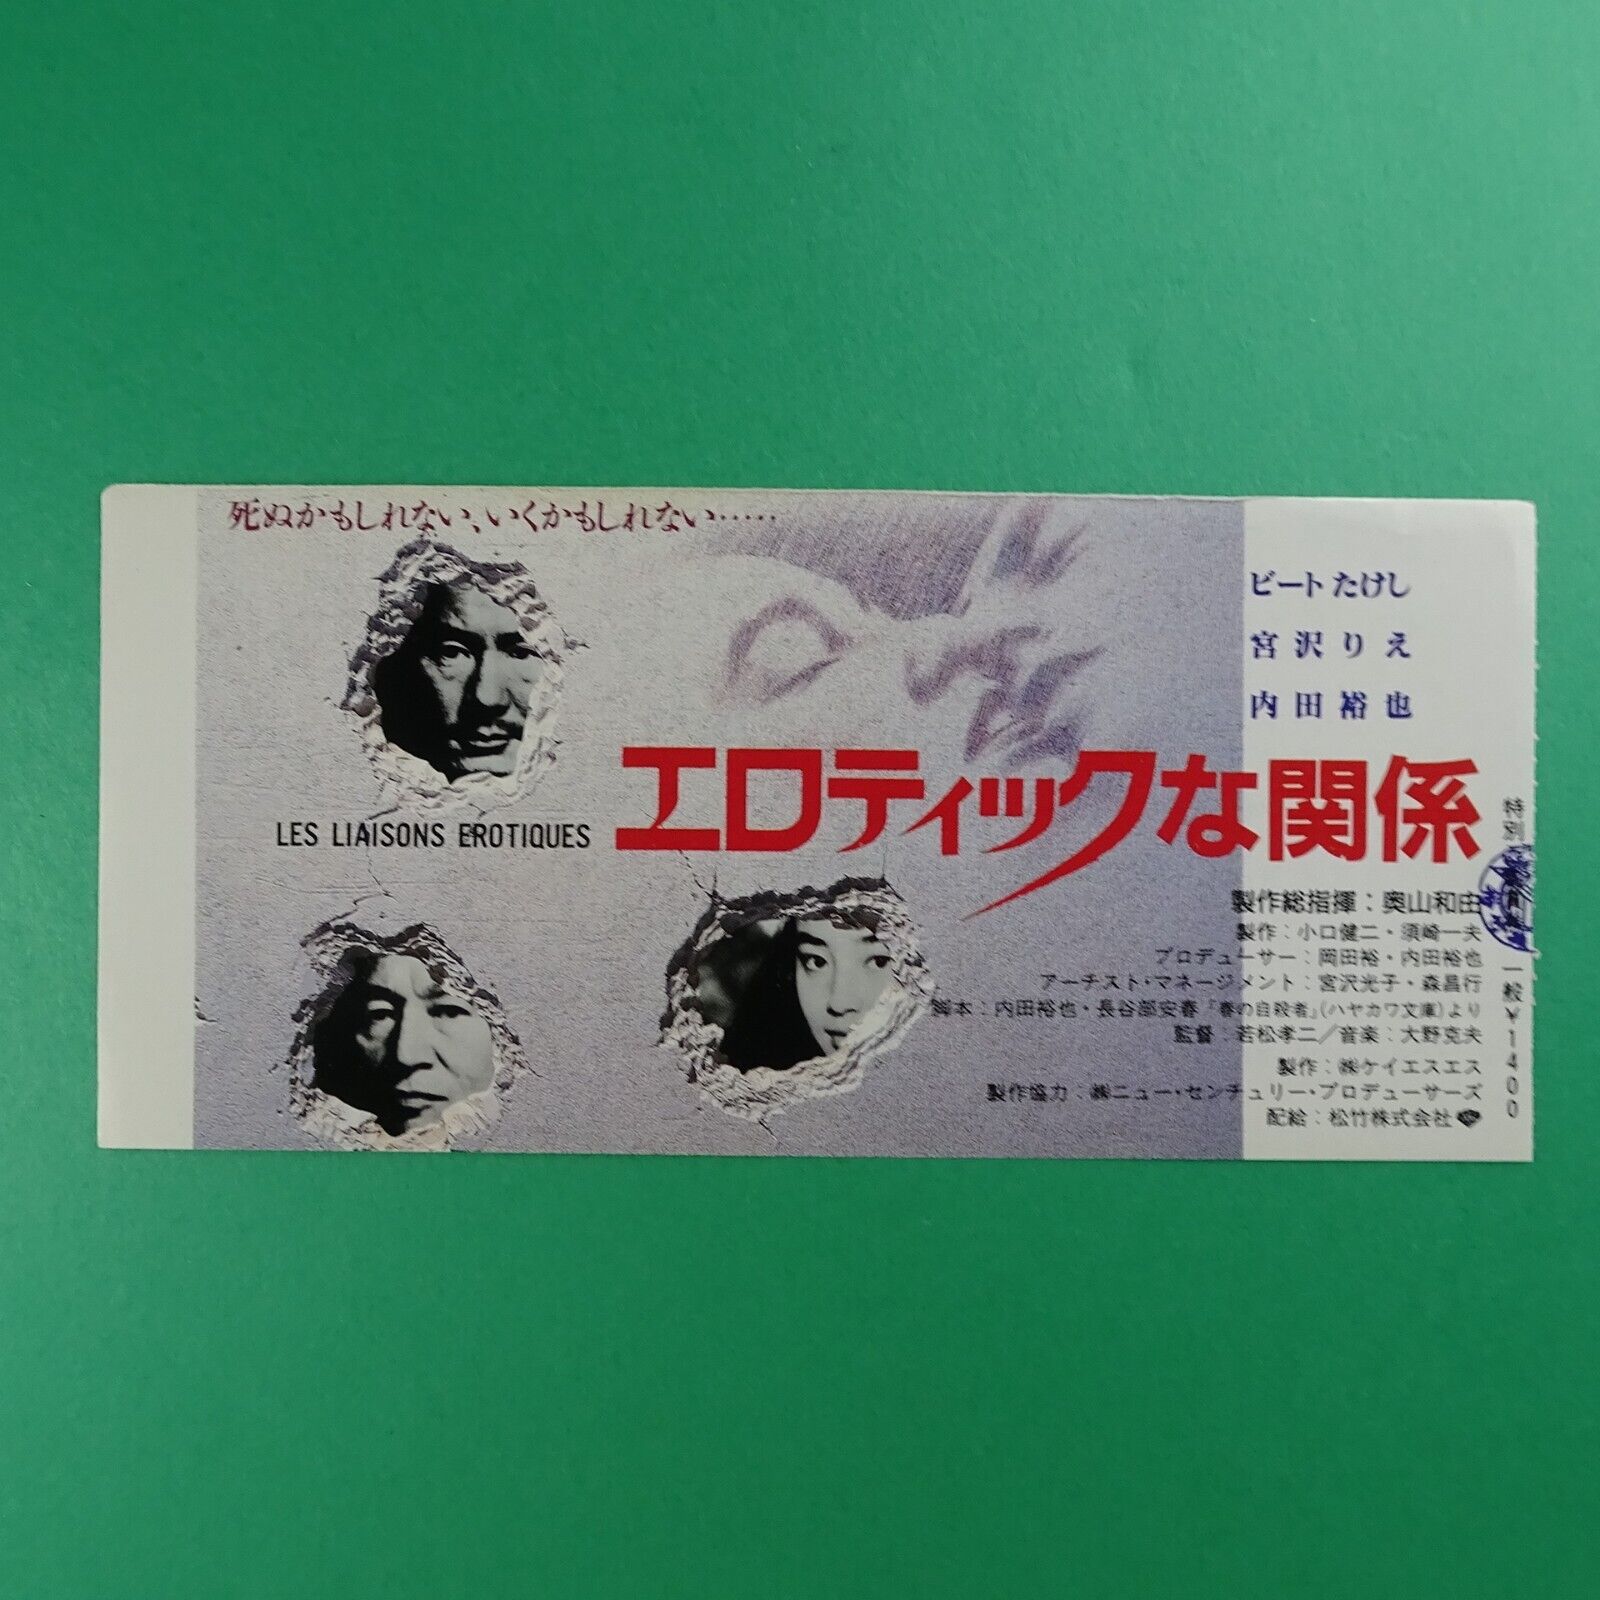 死ぬかもしれない、いくかもしれない‥‥‥
ビートたけし
宮沢りえ
内田裕也
LES LIAISONS EROTIQUES
エロティックな関係
製作総指揮：奥山和由
製作：小口健二・須崎一夫
プロデューサー：岡田裕・内田裕也
アーチスト・マネージメント：宮沢光子・森昌行
脚本：内田裕也・長谷部安春「春の自殺者」(ハヤカワ文庫)より
監督：若松孝二／音楽：大野克夫
製作：㈱ケイエスエス
製作協力：㈱ニュー・センチュリー・プロデューサーズ
配給：松竹株式会社
特別
一般￥1400